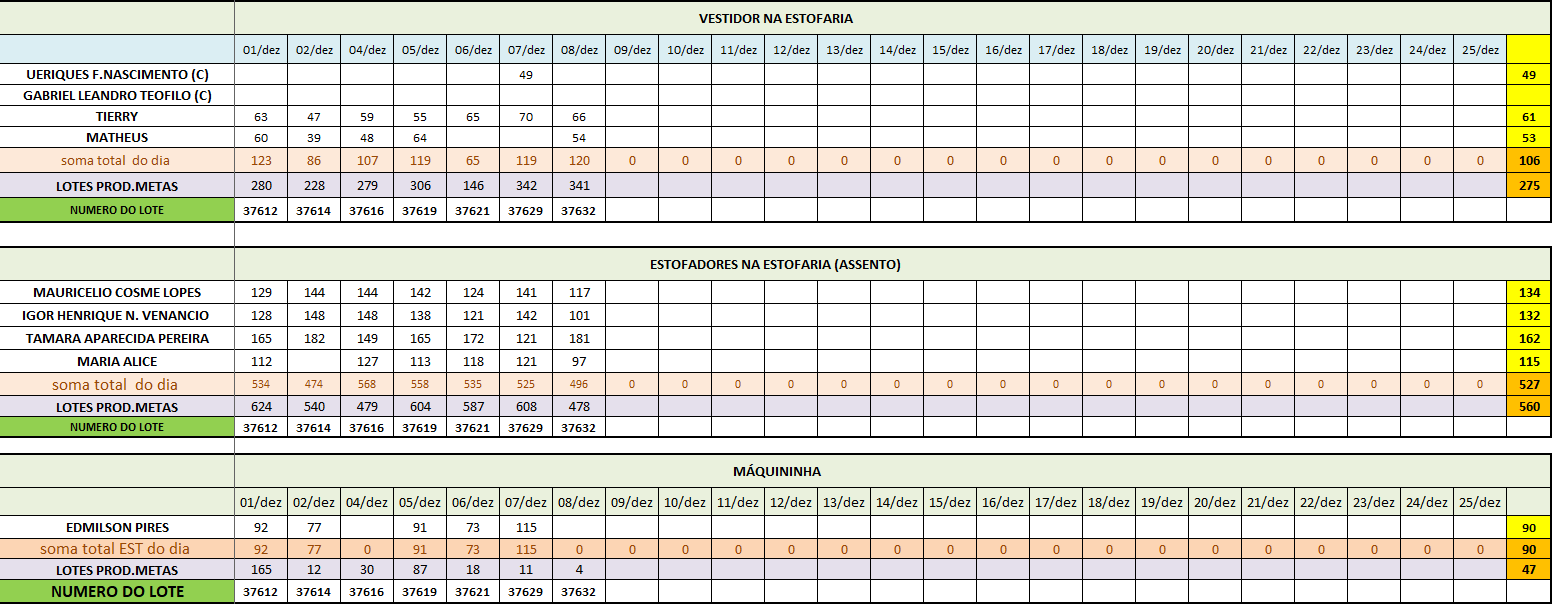 VESTIDOR NA ESTOFARIA
01/dez 02/dez 04/dez 05/dez 06/dez 07/dez 08/dez 09/dez 10/dez 11/dez 12/dez 13/dez 14/dez 15/dez 16/dez 17/dez 18/dez 19/dez 20/dez 21/dez 22/dez 23/dez 24/dez 25/dez
UERIQUES F.NASCIMENTO (C) 49 49
GABRIEL LEANDRO TEOFILO (C)
TIERRY 63 47 59 55 65 70 66 61
MATHEUS 60 39 48 64 54 53
soma total do dia 123 86 107 119 65 119 120 0 0 0 0 0 0 0 0 0 0 0 0 0 0 0 0 0 106
LOTES PROD.METAS 280 228 279 306 146 342 341 275
NUMERO DO LOTE 37612 37614 37616 37619 37621 37629 37632
ESTOFADORES NA ESTOFARIA (ASSENTO)
MAURICELIO COSME LOPES 129 144 144 142 124 141 117 134
IGOR HENRIQUE N. VENANCIO 128 148 148 138 121 142 101 132
TAMARA APARECIDA PEREIRA 165 182 149 165 172 121 181 162
MARIA ALICE 112 127 113 118 121 97 115
soma total do dia 534 474 568 558 535 525 496 0 0 0 0 0 0 0 0 0 0 0 0 0 0 0 0 0 527
LOTES PROD.METAS 624 540 479 604 587 608 478 560
NUMERO DO LOTE 37612 37614 37616 37619 37621 37629 37632
MÁQUININHA
01/dez 02/dez 04/dez 05/dez 06/dez 07/dez 08/dez 09/dez 10/dez 11/dez 12/dez 13/dez 14/dez 15/dez 16/dez 17/dez 18/dez 19/dez 20/dez 21/dez 22/dez 23/dez 24/dez 25/dez
EDMILSON PIRES 92 77 91 73 115 90
soma total EST do dia 92 77 0 91 73 115 0 0 0 0 0 0 0 0 0 0 0 0 0 0 0 0 0 0 90
LOTES PROD.METAS 165 12 30 87 18 11 4 47
NUMERO DO LOTE 37612 37614 37616 37619 37621 37629 37632